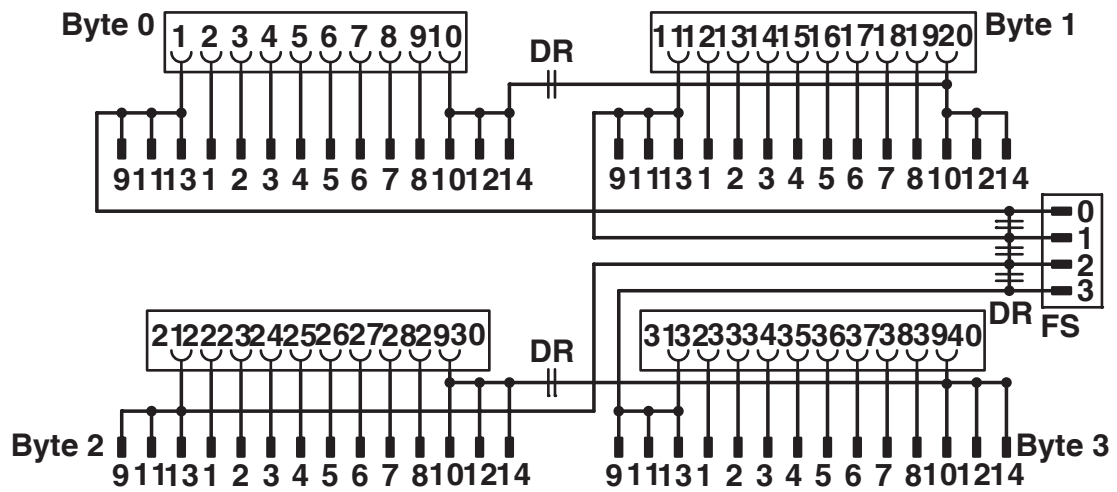 Byte 0 1 2 3 4 5 6 7 8 9 10 DR 11 12 13 14 15 16 17 18 19 20 Byte 1
9 11 13 1 2 3 4 5 6 7 8 10 12 14 9 11 13 1 2 3 4 5 6 7 8 10 12 14
0
1
2
3
DR FS
21 22 23 24 25 26 27 28 29 30 DR 31 32 33 34 35 36 37 38 39 40
Byte 2 9 11 13 1 2 3 4 5 6 7 8 10 12 14 9 11 13 1 2 3 4 5 6 7 8 10 12 14 Byte 3